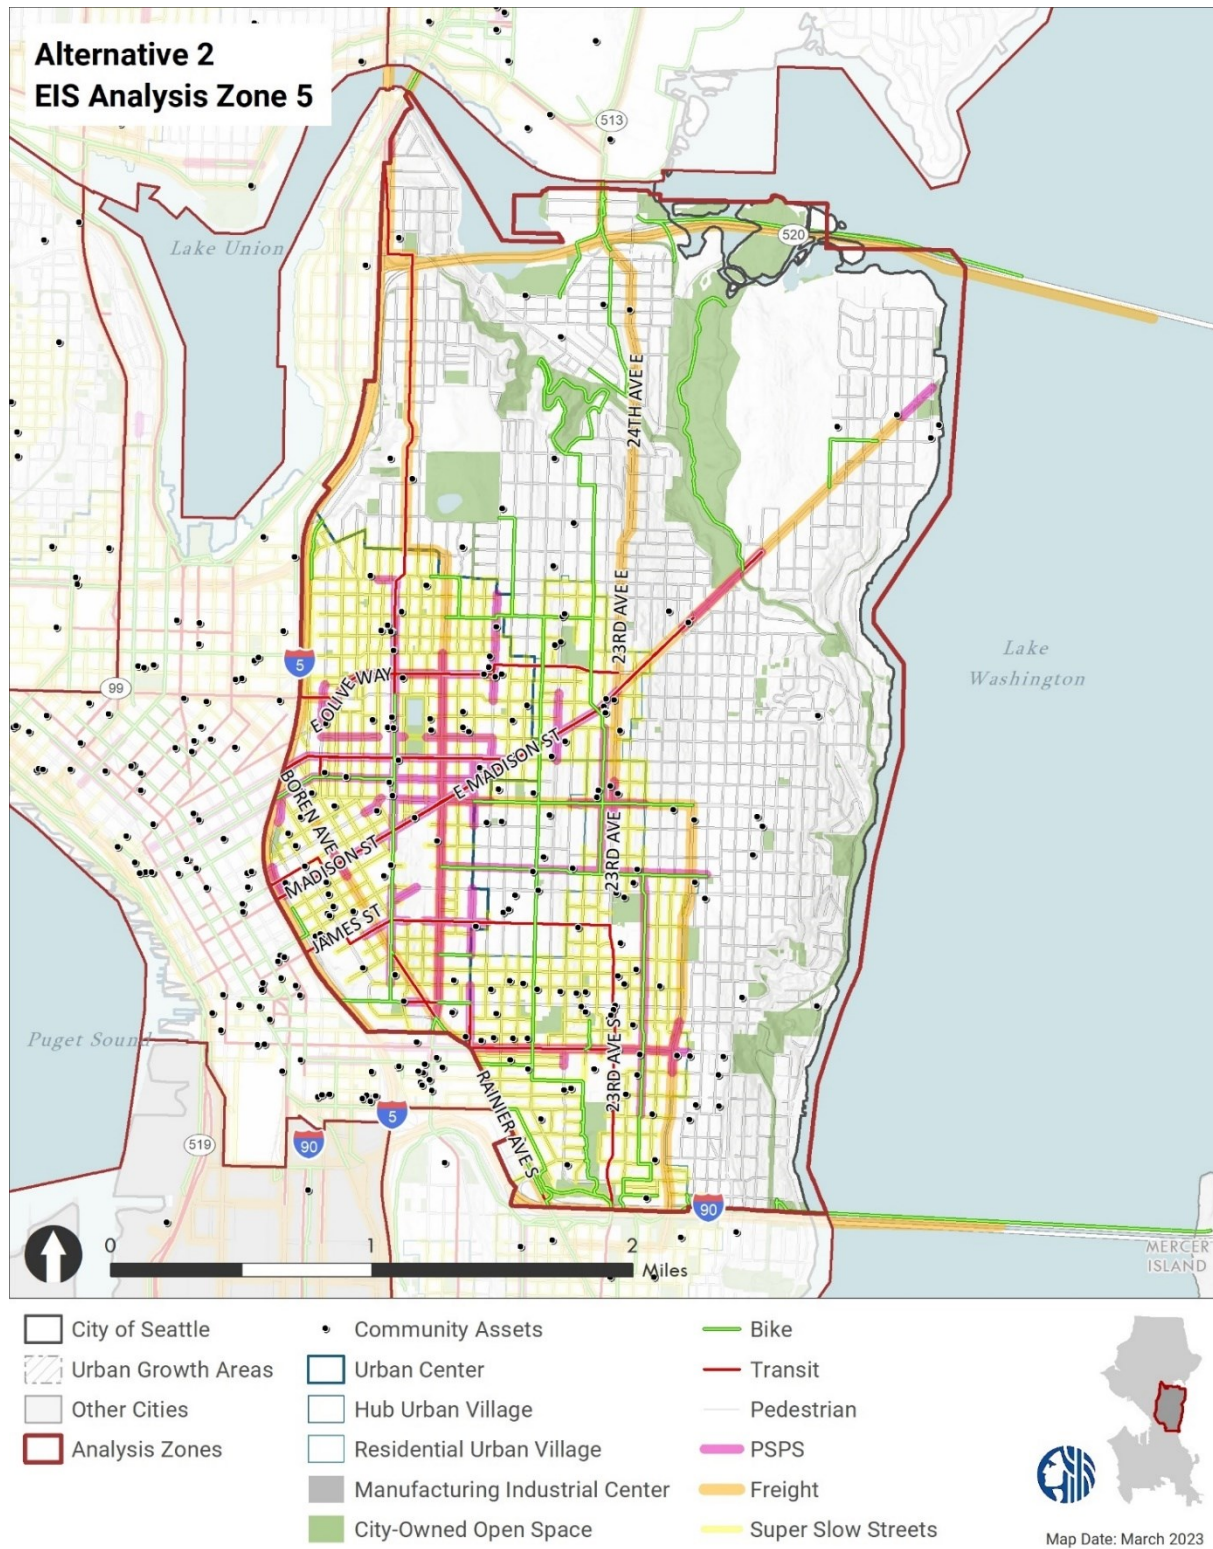 Alternative 2
EIS Analysis Zone 5
513
520
Lake Union
24TH AVE E
23RD AVE E
Lake
Washington
5
99
E OLIVE WAY
E MADISON ST
BOREN AVE
MADISON ST
23RD AVE
JAMES ST
Puget Sound
23RD AVE S
RAINIER AVE S
5
519
90
90
MERCER
ISLAND
0 1 2
Miles
City of Seattle
Urban Growth Areas
Other Cities
Analysis Zones
Community Assets
Urban Center
Hub Urban Village
Residential Urban Village
Manufacturing Industrial Center
City-Owned Open Space
Bike
Transit
Pedestrian
PSPS
Freight
Super Slow Streets
Map Date: March 2023